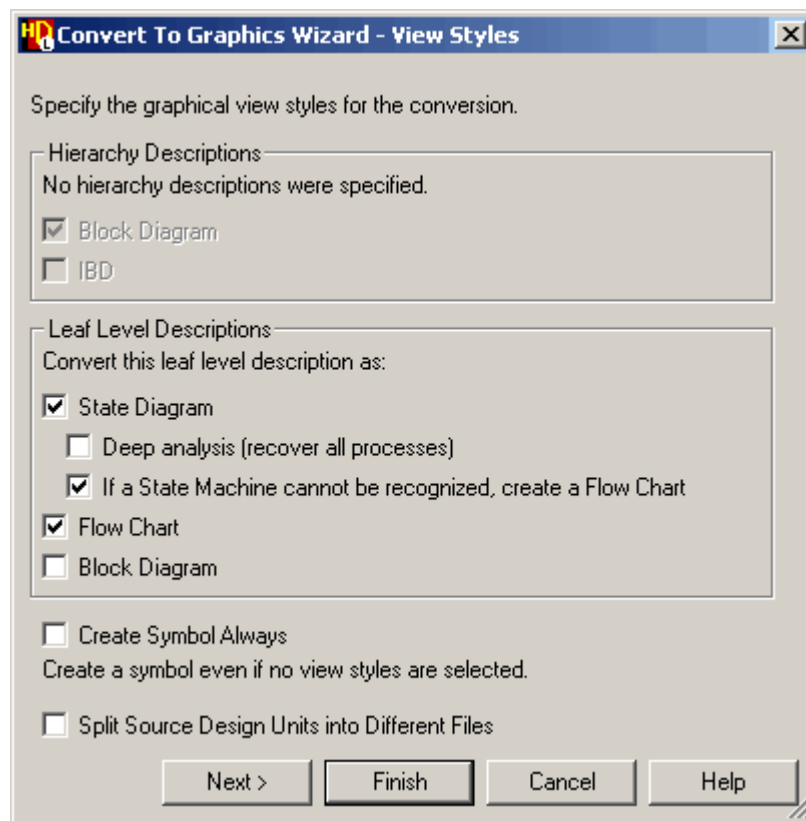 HDL Convert To Graphics Wizard - View Styles
Specify the graphical view styles for the conversion.
Hierarchy Descriptions
No hierarchy descriptions were specified.
Block Diagram
IBD
Leaf Level Descriptions
Convert this leaf level description as:
State Diagram
Deep analysis (recover all processes)
If a State Machine cannot be recognized, create a Flow Chart
Flow Chart
Block Diagram
Create Symbol Always
Create a symbol even if no view styles are selected.
Split Source Design Units into Different Files
Next > Finish Cancel Help